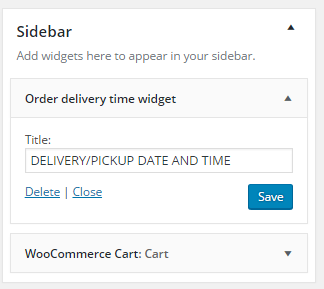 Sidebar
Add widgets here to appear in your sidebar.
Order delivery time widget
Title:
DELIVERY/PICKUP DATE AND TIME
Delete | Close
Save
WooCommerce Cart: Cart